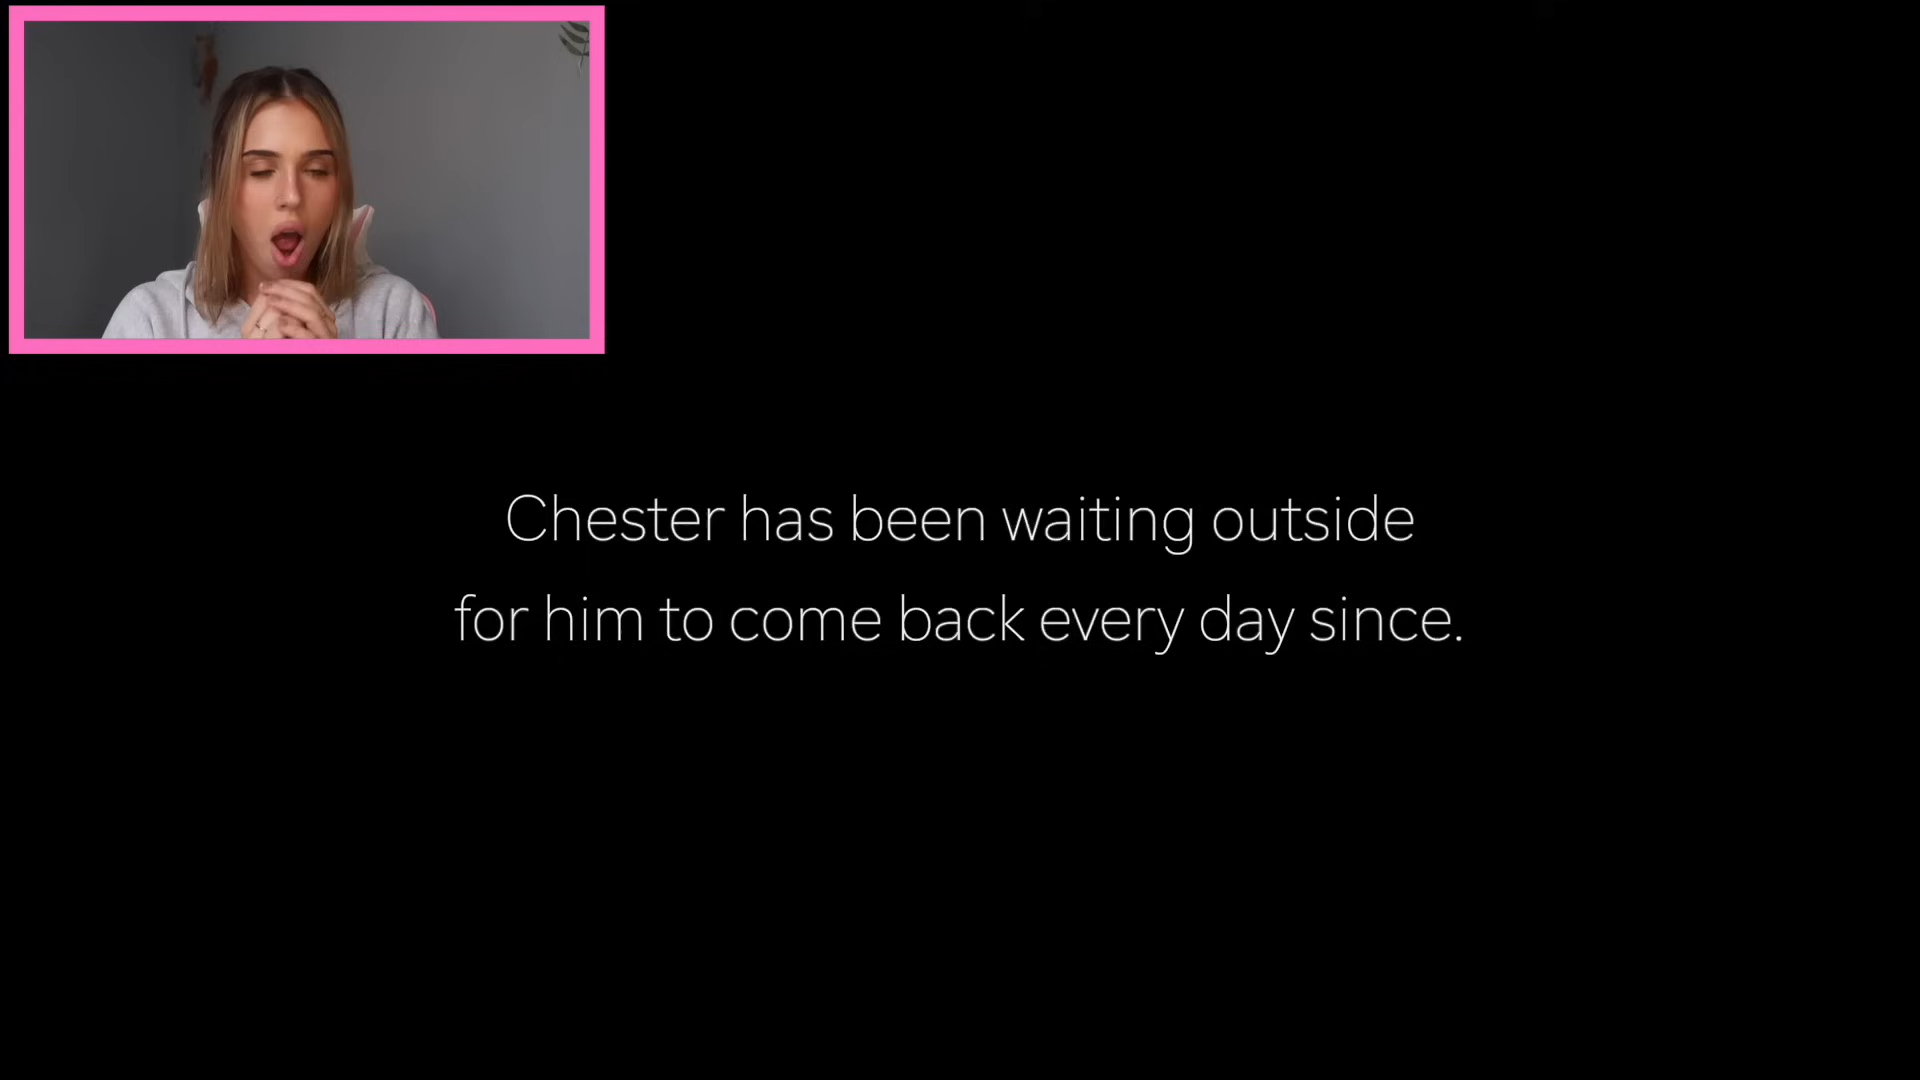 Chester has been waiting outside
for him to come back every day since.